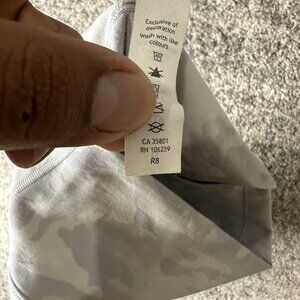 Exclusive of
decoration
Wash with like
colours
CA 35801
RN 106259
R8